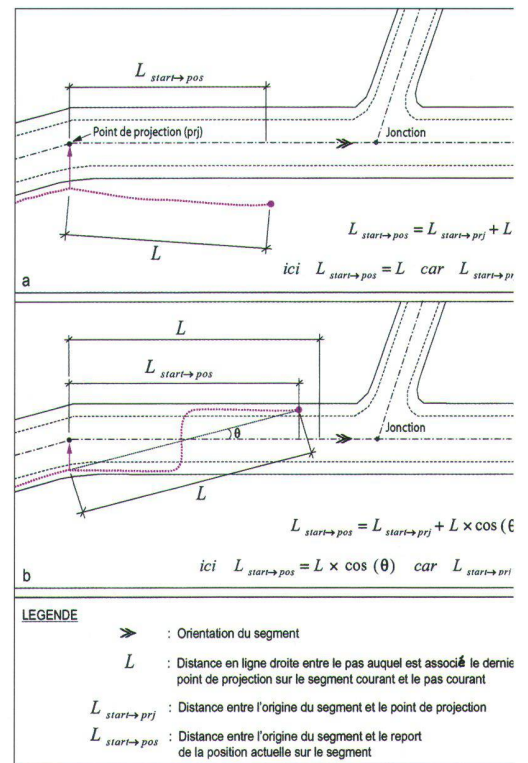 L start→pos
Point de projection (prj)
Jonction
L
L start→pos = L start→prj + L
ici L start→pos = L car L start→pr
a
L
L start→pos
θ
Jonction
L
L start→pos = L start→prj + L × cos (θ
ici L start→pos = L × cos (θ) car L start→prj
b
LEGENDE
: Orientation du segment
L : Distance en ligne droite entre le pas auquel est associé le dernie
point de projection sur le segment courant et le pas courant
L start→prj : Distance entre l'origine du segment et le point de projection
L start→pos : Distance entre l'origine du segment et le report
de la position actuelle sur le segment